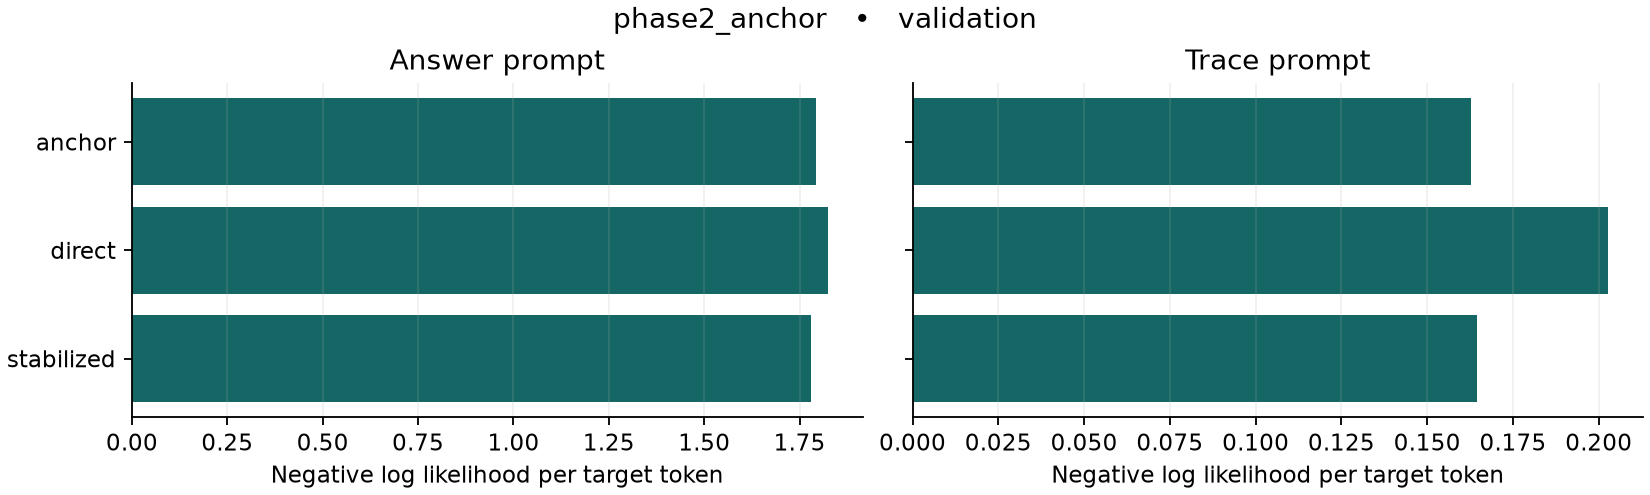 phase2_anchor • validation
Answer prompt
anchor
direct
stabilized
0.00 0.25 0.50 0.75 1.00 1.25 1.50 1.75
Negative log likelihood per target token
Trace prompt
0.000 0.025 0.050 0.075 0.100 0.125 0.150 0.175 0.200
Negative log likelihood per target token